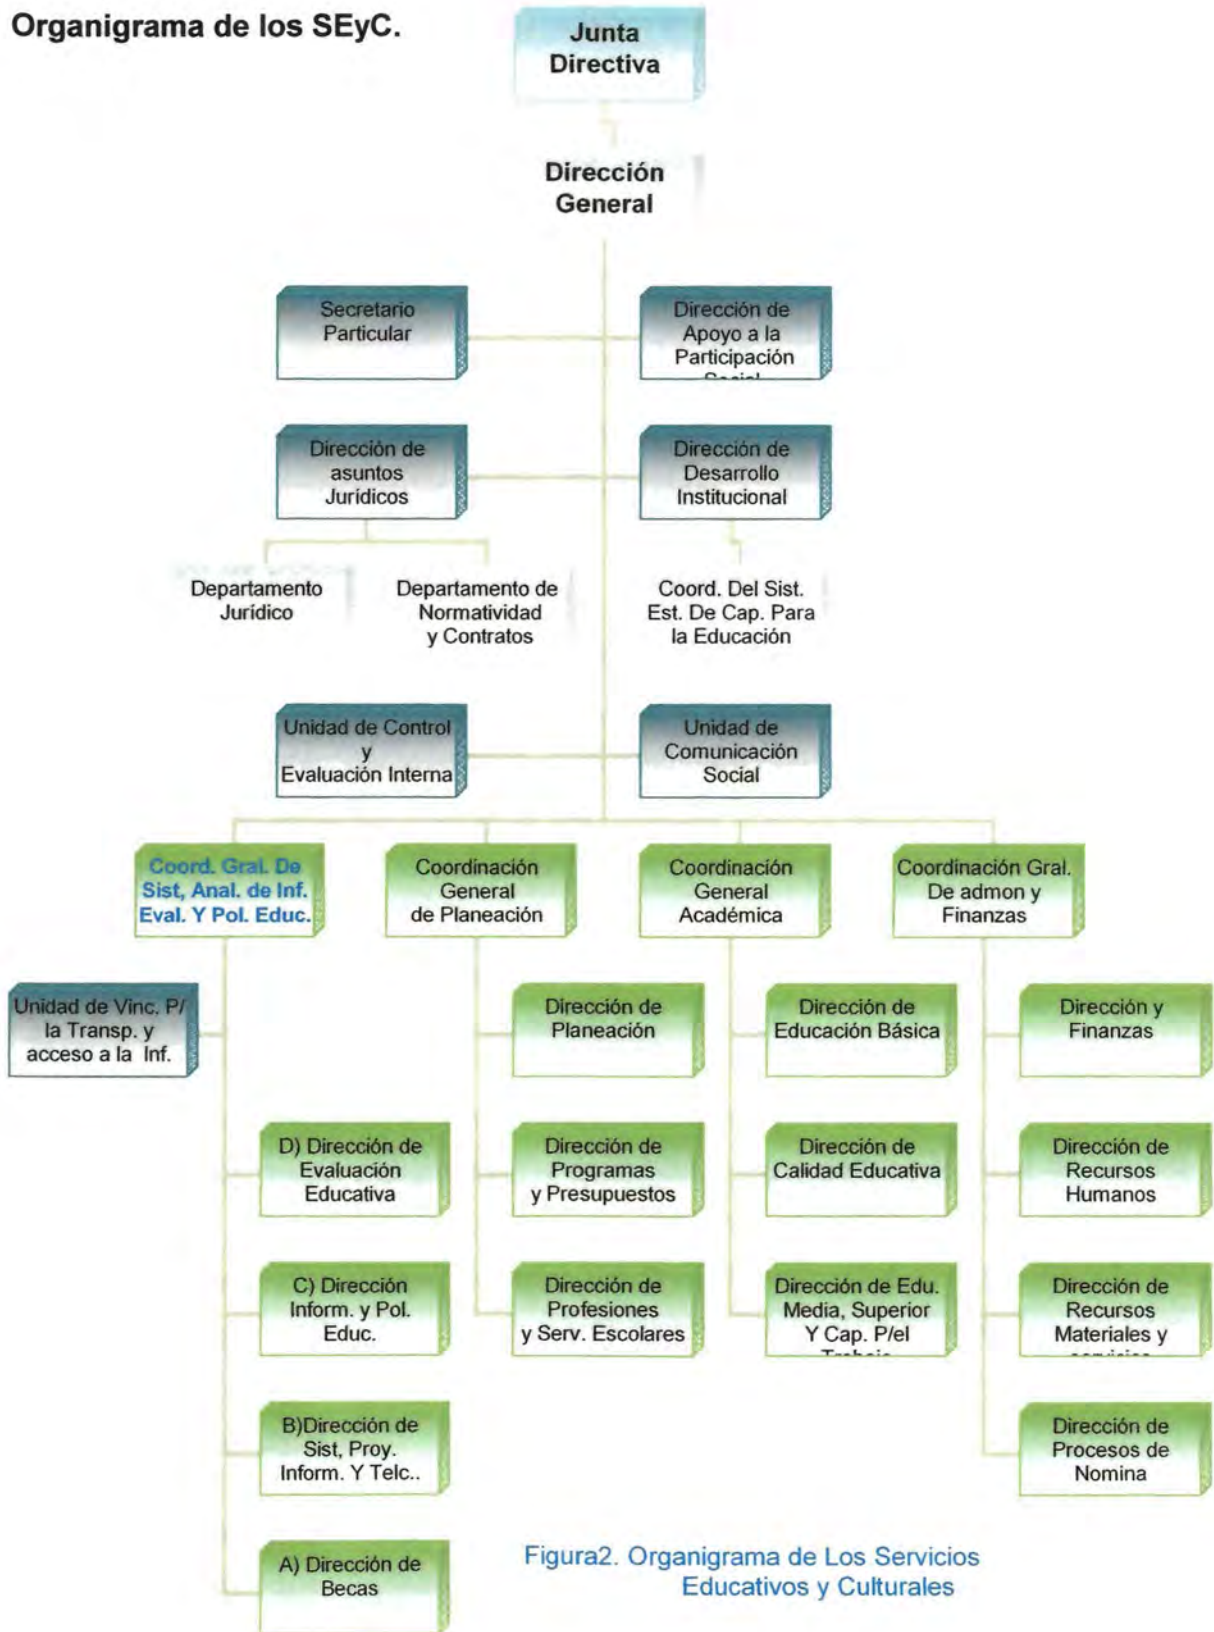 Organigrama de los SEyC.
Junta
Directiva
Dirección
General
Secretario
Particular
Dirección de
Apoyo a la
Participación
Social
Dirección de
asuntos
Jurídicos
Dirección de
Desarrollo
Institucional
Departamento
Jurídico
Departamento de
Normatividad
y Contratos
Coord. Del Sist.
Est. De Cap. Para
la Educación
Unidad de Control
y
Evaluación Interna
Unidad de
Comunicación
Social
Coord. Gral. De
Sist, Anal. de Inf.
Eval. Y Pol. Educ.
Coordinación
General
de Planeación
Coordinación
General
Académica
Coordinación Gral.
De admon y
Finanzas
Unidad de Vinc. P/
la Transp. y
acceso a la Inf.
Dirección de
Planeación
Dirección de
Educación Básica
Dirección y
Finanzas
D) Dirección de
Evaluación
Educativa
Dirección de
Programas
y Presupuestos
Dirección de
Calidad Educativa
Dirección de
Recursos
Humanos
C) Dirección
Inform. y Pol.
Educ.
Dirección de
Profesiones
y Serv. Escolares
Dirección de Edu.
Media, Superior
Y Cap. P/el
Trabajo
Dirección de
Recursos
Materiales y
servicios
B)Dirección de
Sist, Proy.
Inform. Y Telc..
Dirección de
Procesos de
Nomina
A) Dirección de
Becas
Figura2. Organigrama de Los Servicios
Educativos y Culturales